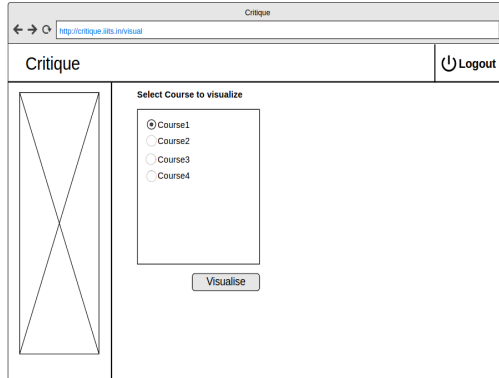 Critique
http://critique.iiits.in/visual
Critique
Logout
Select Course to visualize
Course1
Course2
Course3
Course4
Visualise